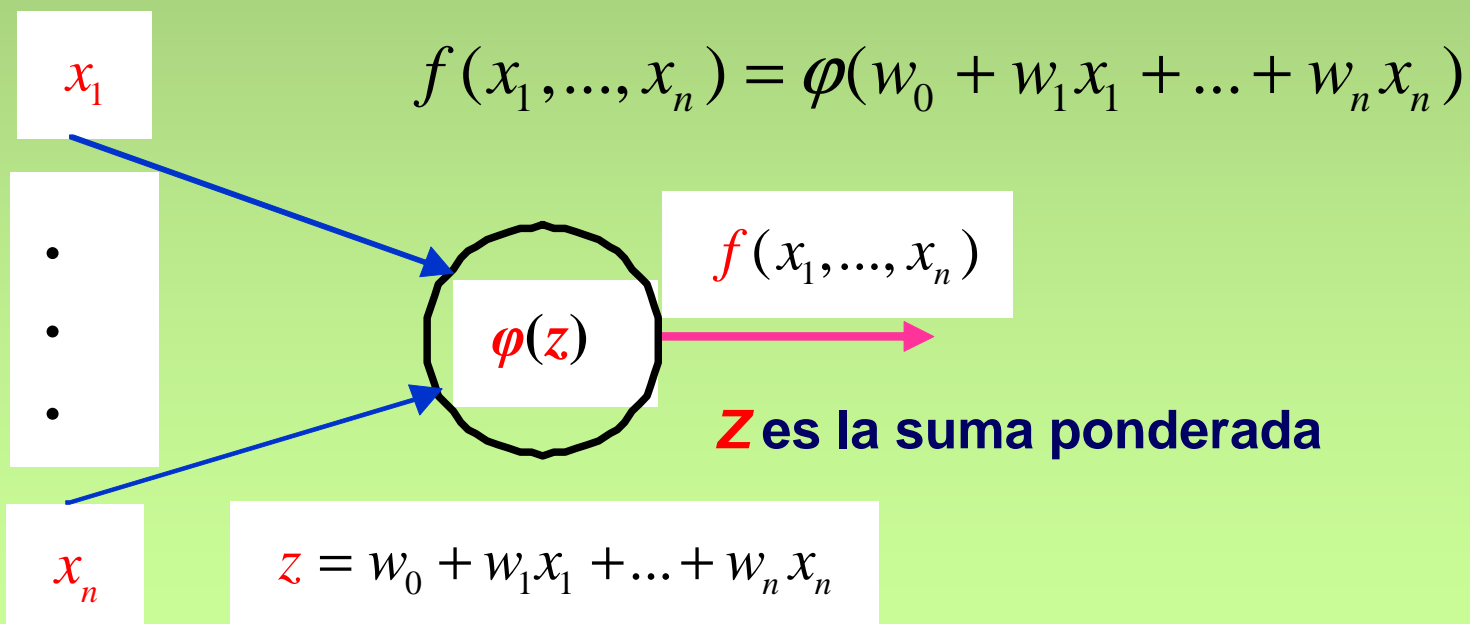 x₁
f(x₁,...,xₙ) = φ(w₀ + w₁x₁ + ... + wₙxₙ)
.
.
.
f(x₁,...,xₙ)
φ(z)
Z es la suma ponderada
xₙ
z = w₀ + w₁x₁ + ... + wₙxₙ